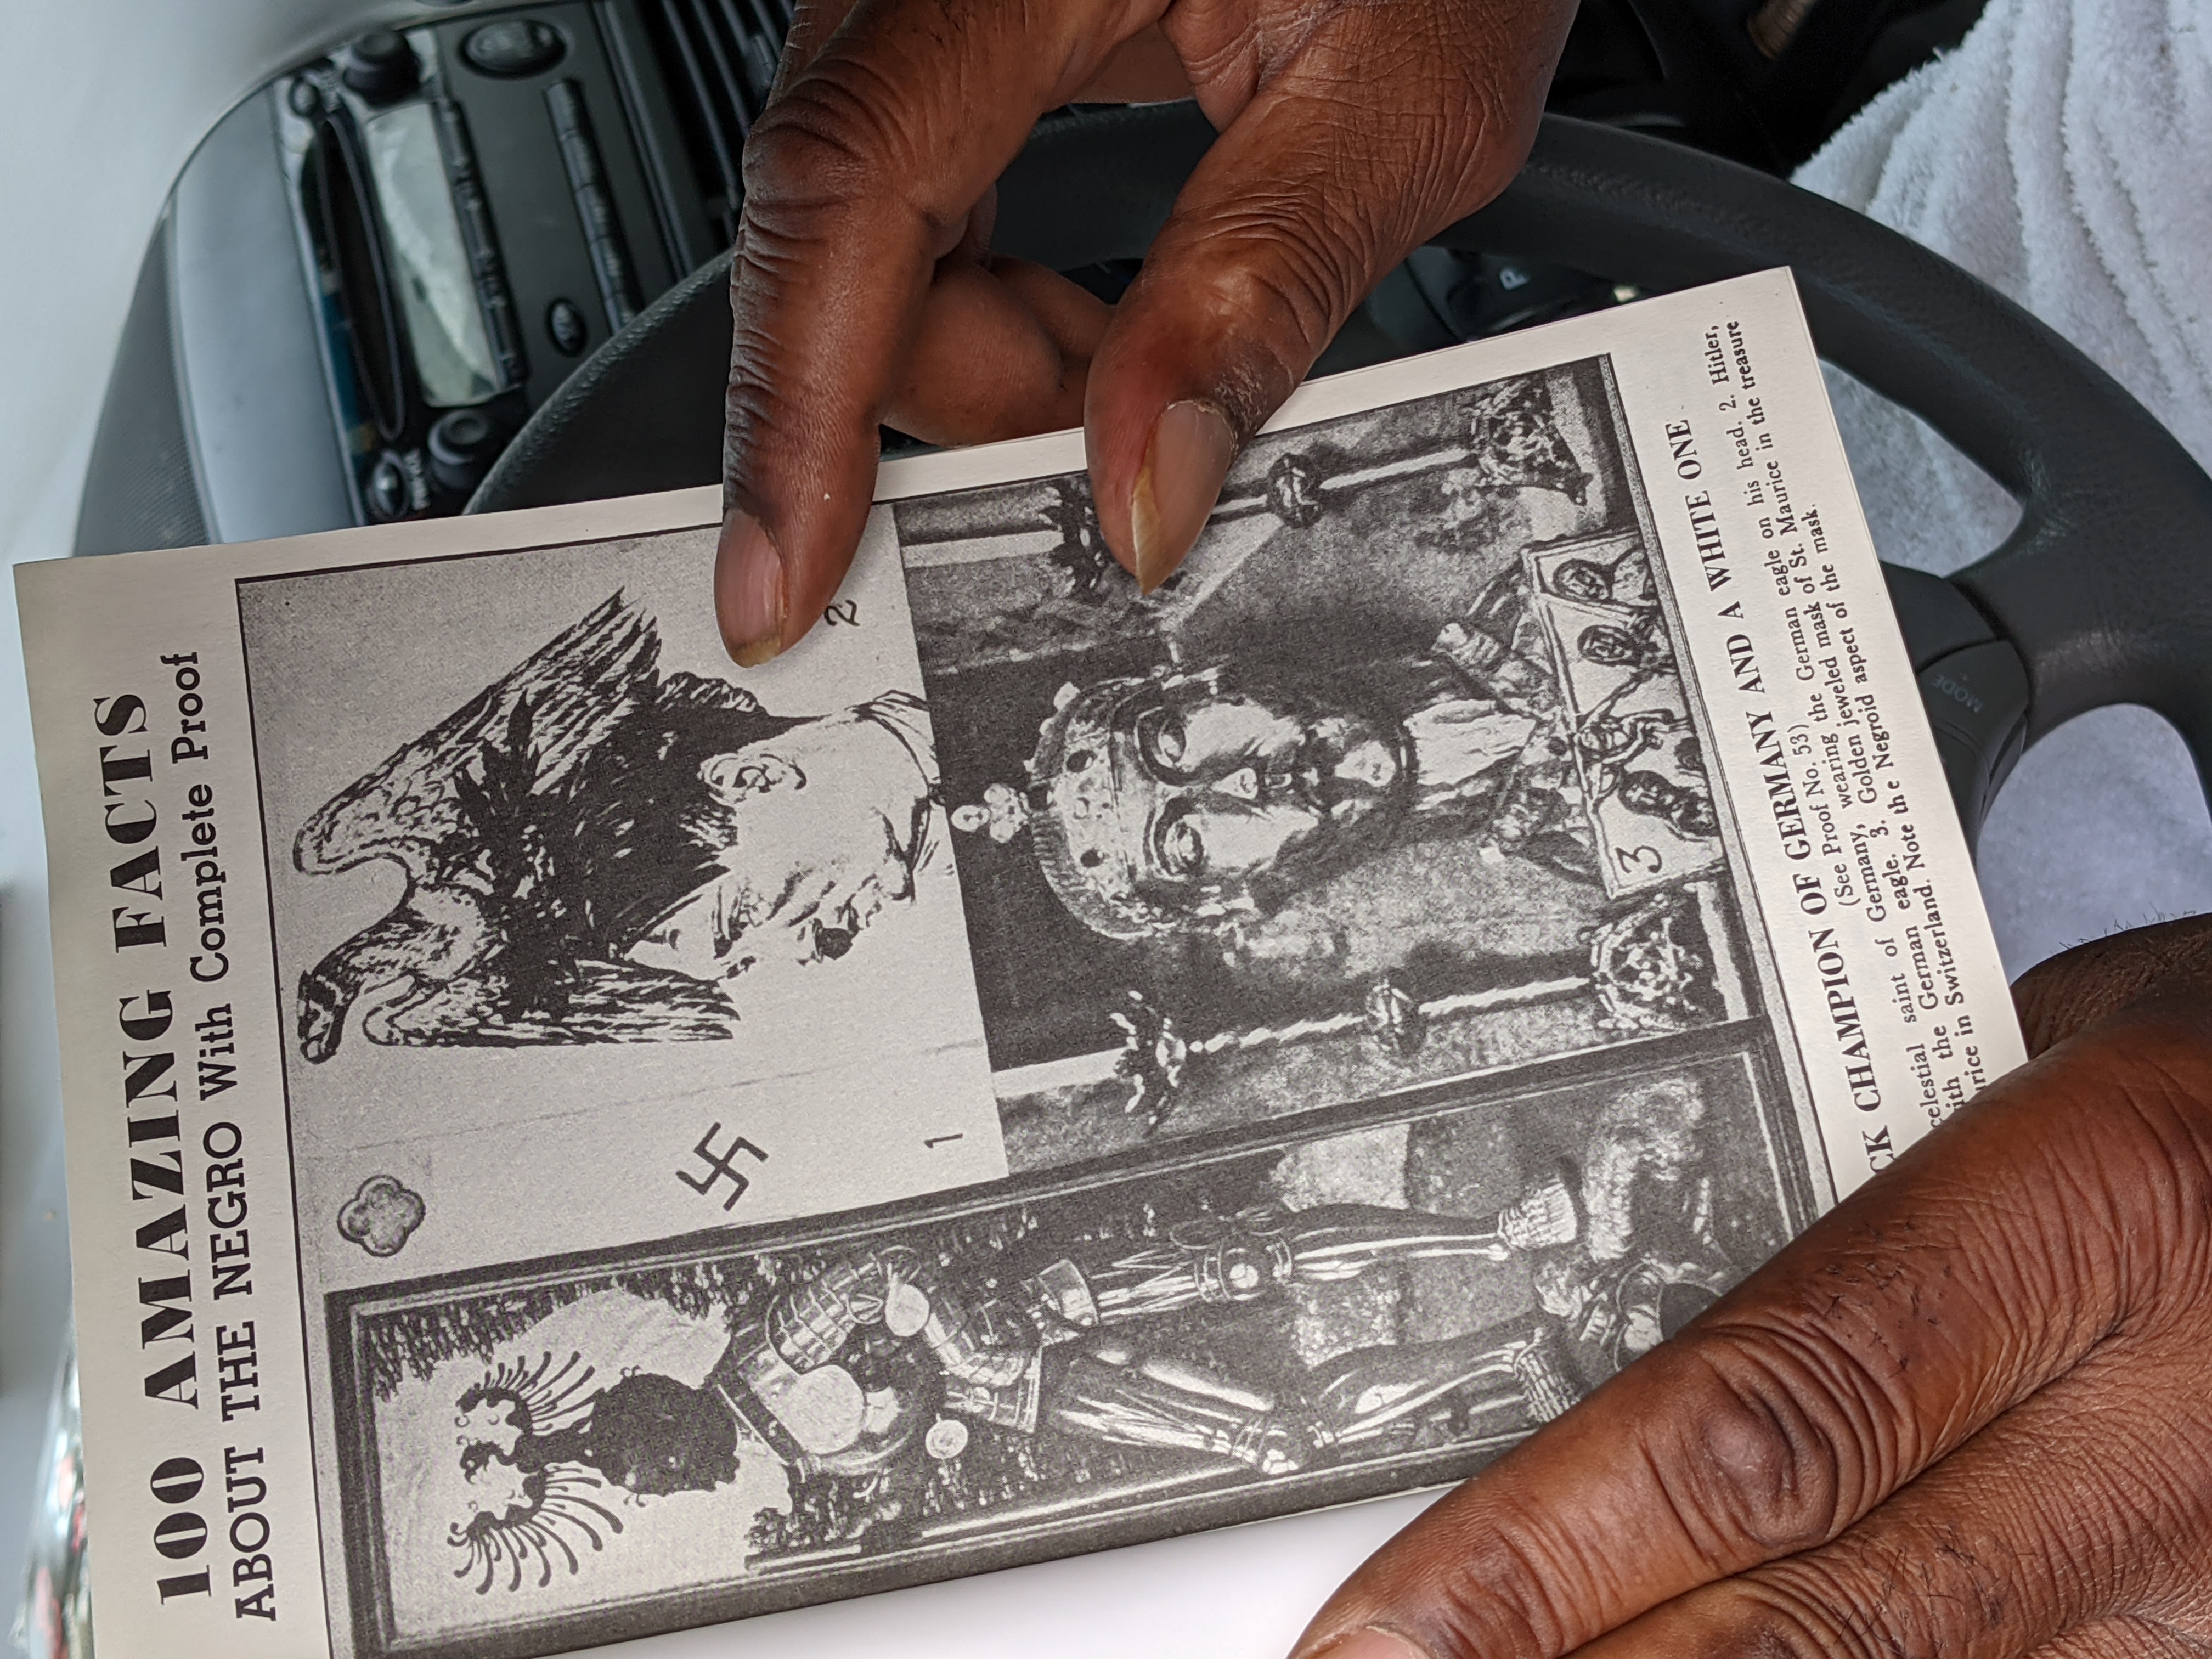 100 AMAZING FACTS
ABOUT THE NEGRO With Complete Proof
1
2
3
CK CHAMPION OF GERMANY AND A WHITE ONE
(See Proof No. 53)
celestial saint of Germany, wearing the German eagle on his head. 2. Hitler,
ith the German eagle. 3. Golden jeweled mask of St. Maurice in the treasure
rice in Switzerland. Note the Negroid aspect of the mask.
MODE
P